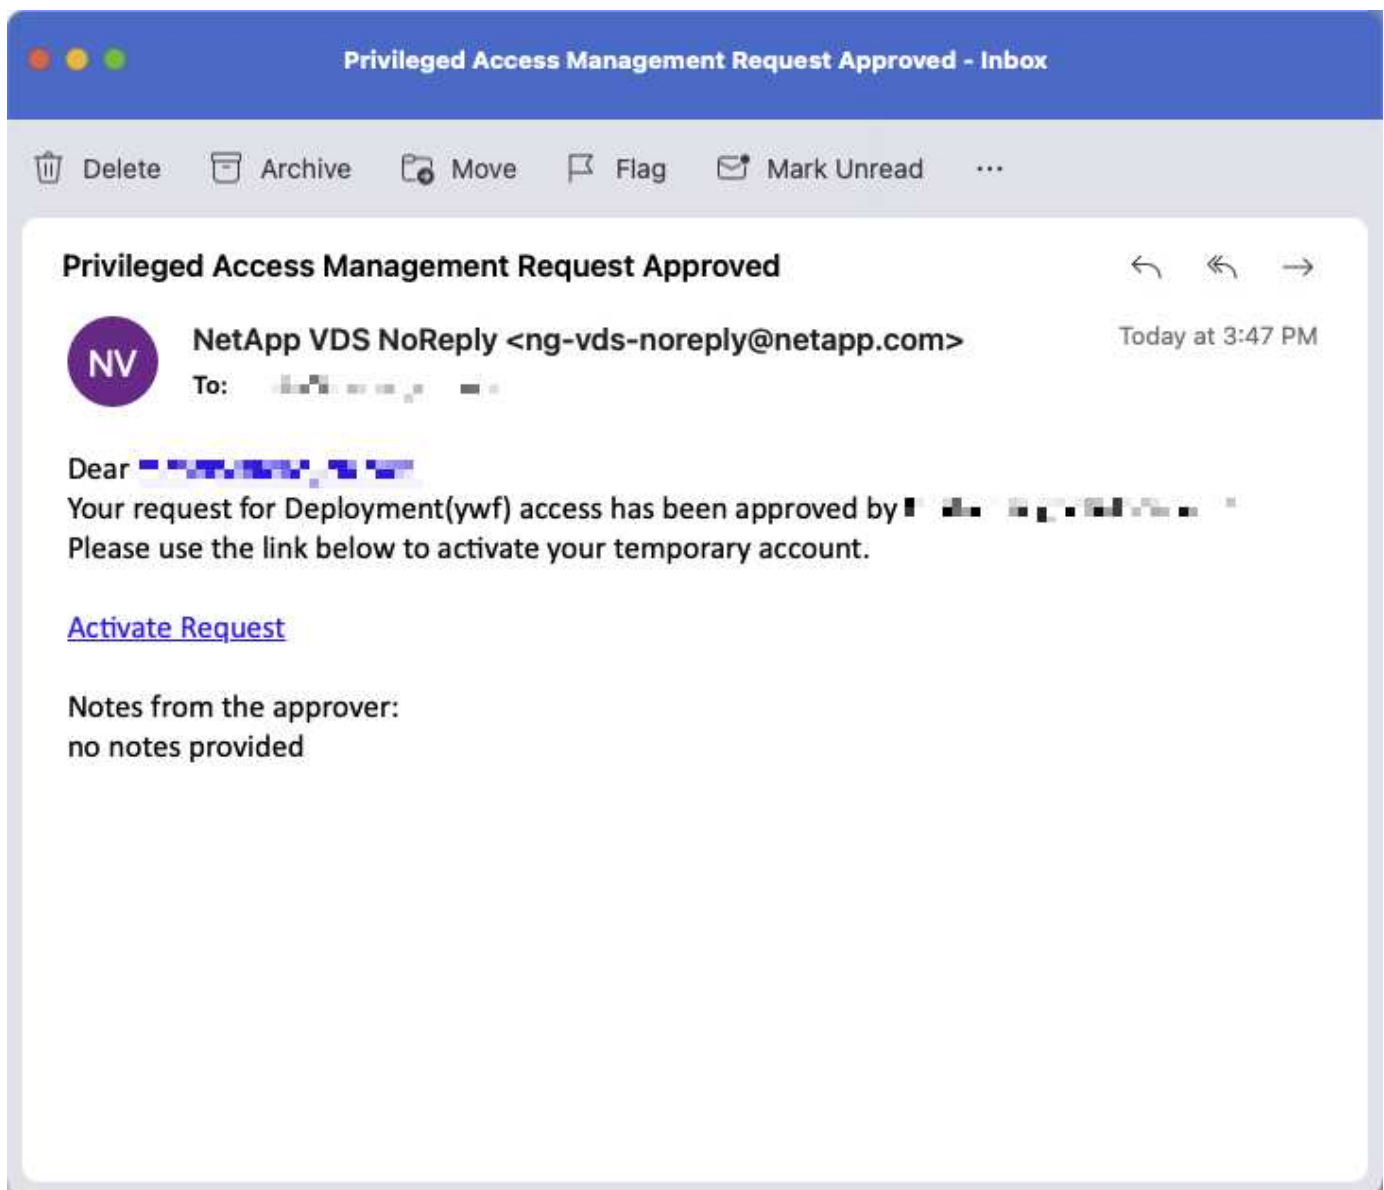 Privileged Access Management Request Approved - Inbox
Delete Archive Move Flag Mark Unread ...
Privileged Access Management Request Approved
NV
NetApp VDS NoReply <ng-vds-noreply@netapp.com>
Today at 3:47 PM
To:
Dear
Your request for Deployment(ywf) access has been approved by
Please use the link below to activate your temporary account.
Activate Request
Notes from the approver:
no notes provided